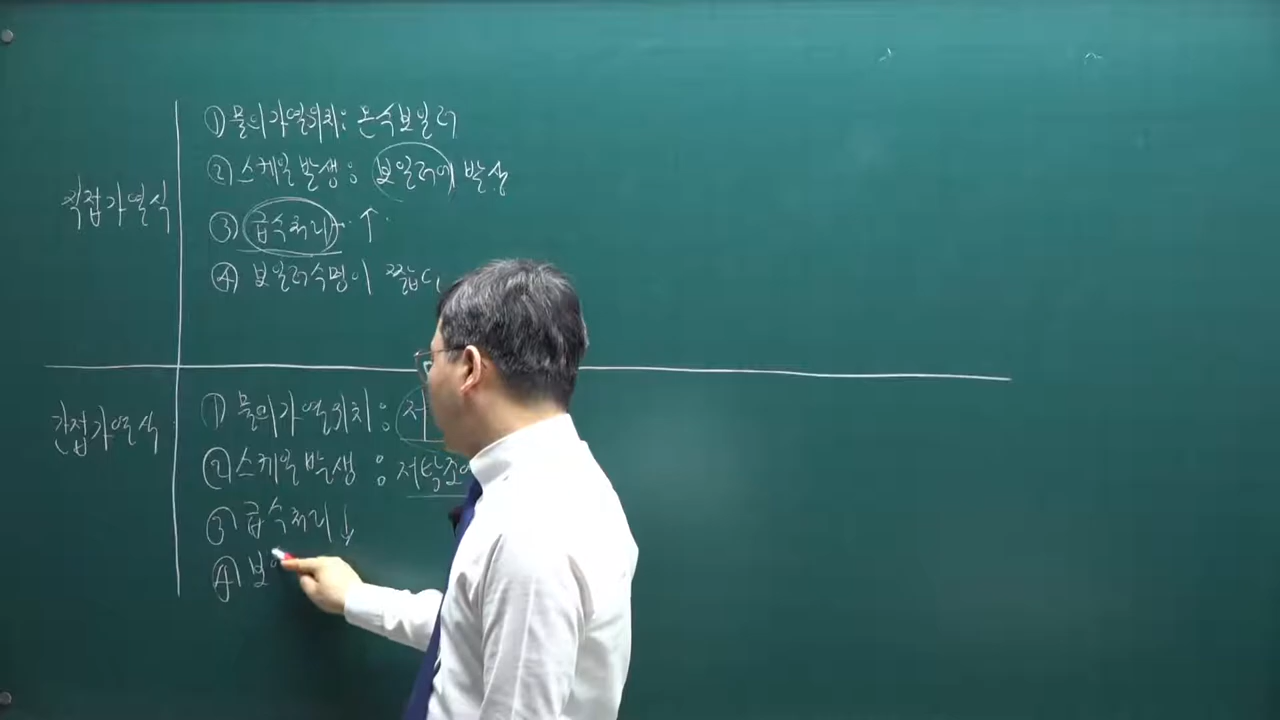 직접가열식
① 물의가열위치: 온수보일러
② 스케일발생: 보일러에 발생
③ 급수처리 ↑
④ 보일러수명이 짧다
간접가열식
① 물의가열위치: 저
② 스케일 발생: 저탕조에
③ 급수처리 ↓
④ 보